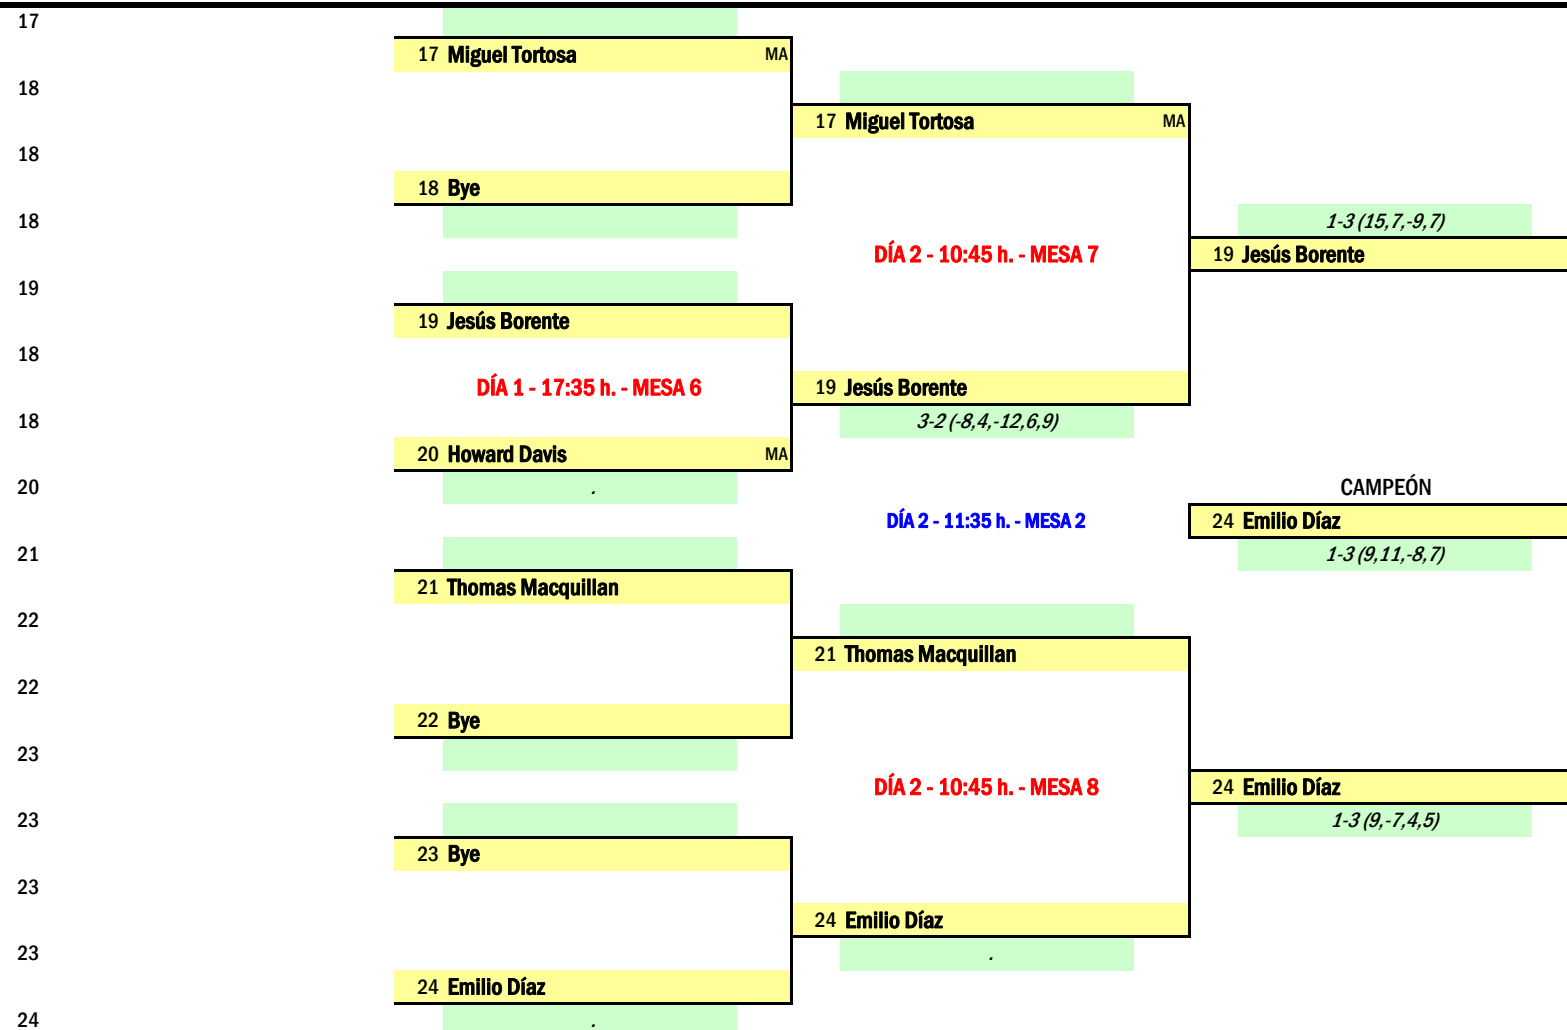 17
17 Miguel Tortosa MA
18
17 Miguel Tortosa MA
18
18 Bye
18 1-3 (15,7,-9,7)
DÍA 2 - 10:45 h. - MESA 7 19 Jesús Borente
19
19 Jesús Borente
18
DÍA 1 - 17:35 h. - MESA 6 19 Jesús Borente
18 3-2 (-8,4,-12,6,9)
20 Howard Davis MA
20 . CAMPEÓN
DÍA 2 - 11:35 h. - MESA 2 24 Emilio Díaz
21 1-3 (9,11,-8,7)
21 Thomas Macquillan
22
21 Thomas Macquillan
22
22 Bye
23
DÍA 2 - 10:45 h. - MESA 8 24 Emilio Díaz
23 1-3 (9,-7,4,5)
23 Bye
23
24 Emilio Díaz
23 .
24 Emilio Díaz
24 .